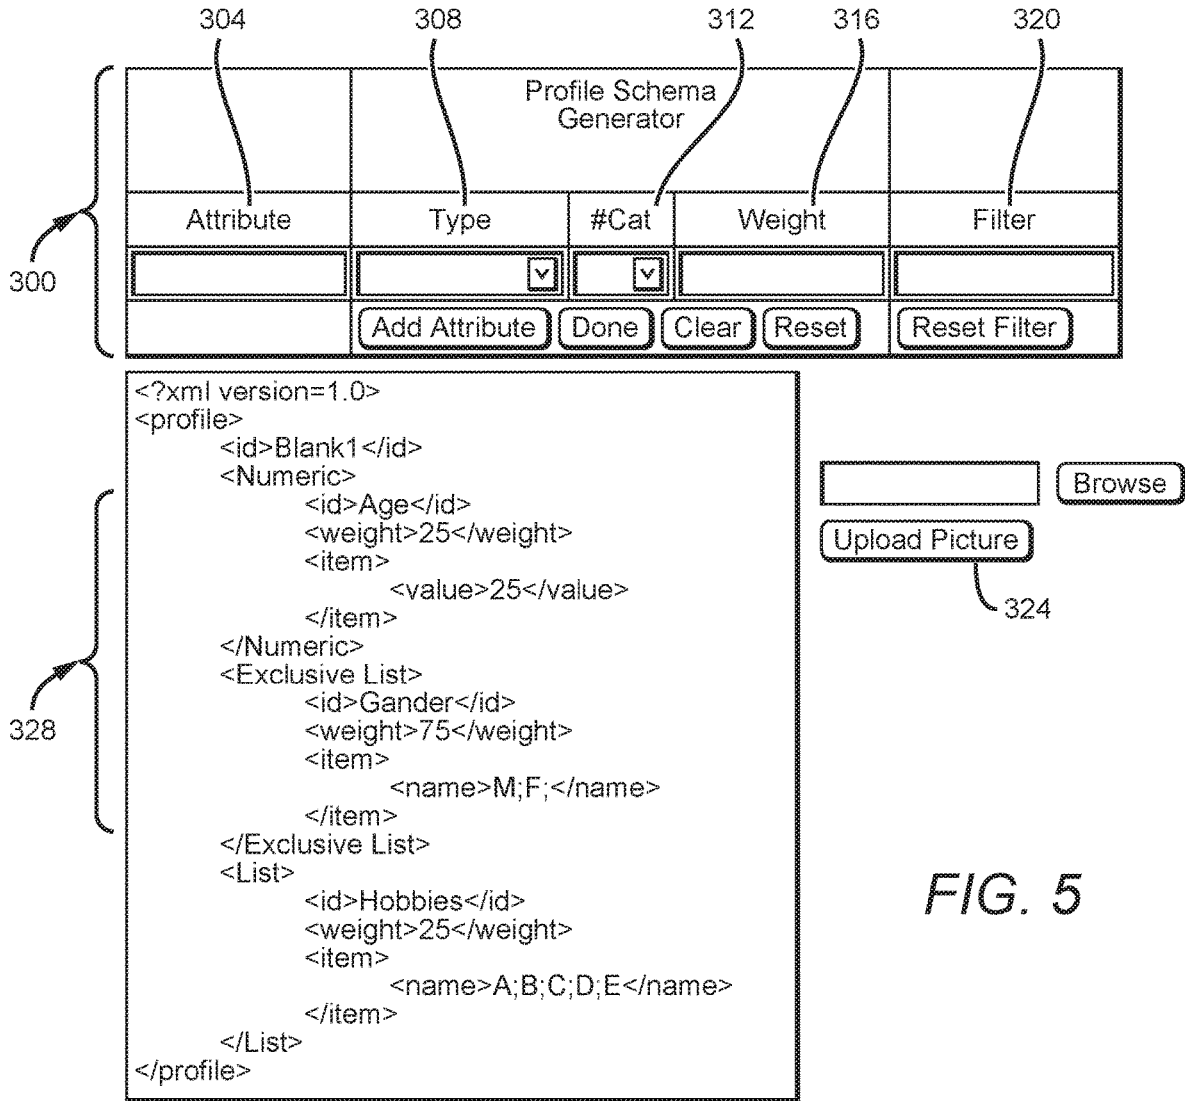 304 308 312 316 320
Profile Schema
Generator
Attribute Type #Cat Weight Filter
300
Add Attribute Done Clear Reset Reset Filter
<?xml version=1.0>
<profile>
<id>Blank1</id>
<Numeric>
Browse
<id>Age</id>
<weight>25</weight>
Upload Picture
<item>
<value>25</value>
324
</item>
</Numeric>
<Exclusive List>
<id>Gander</id>
328
<weight>75</weight>
<item>
<name>M;F;</name>
</item>
</Exclusive List>
<List>
<id>Hobbies</id>
FIG. 5
<weight>25</weight>
<item>
<name>A;B;C;D;E</name>
</item>
</List>
</profile>